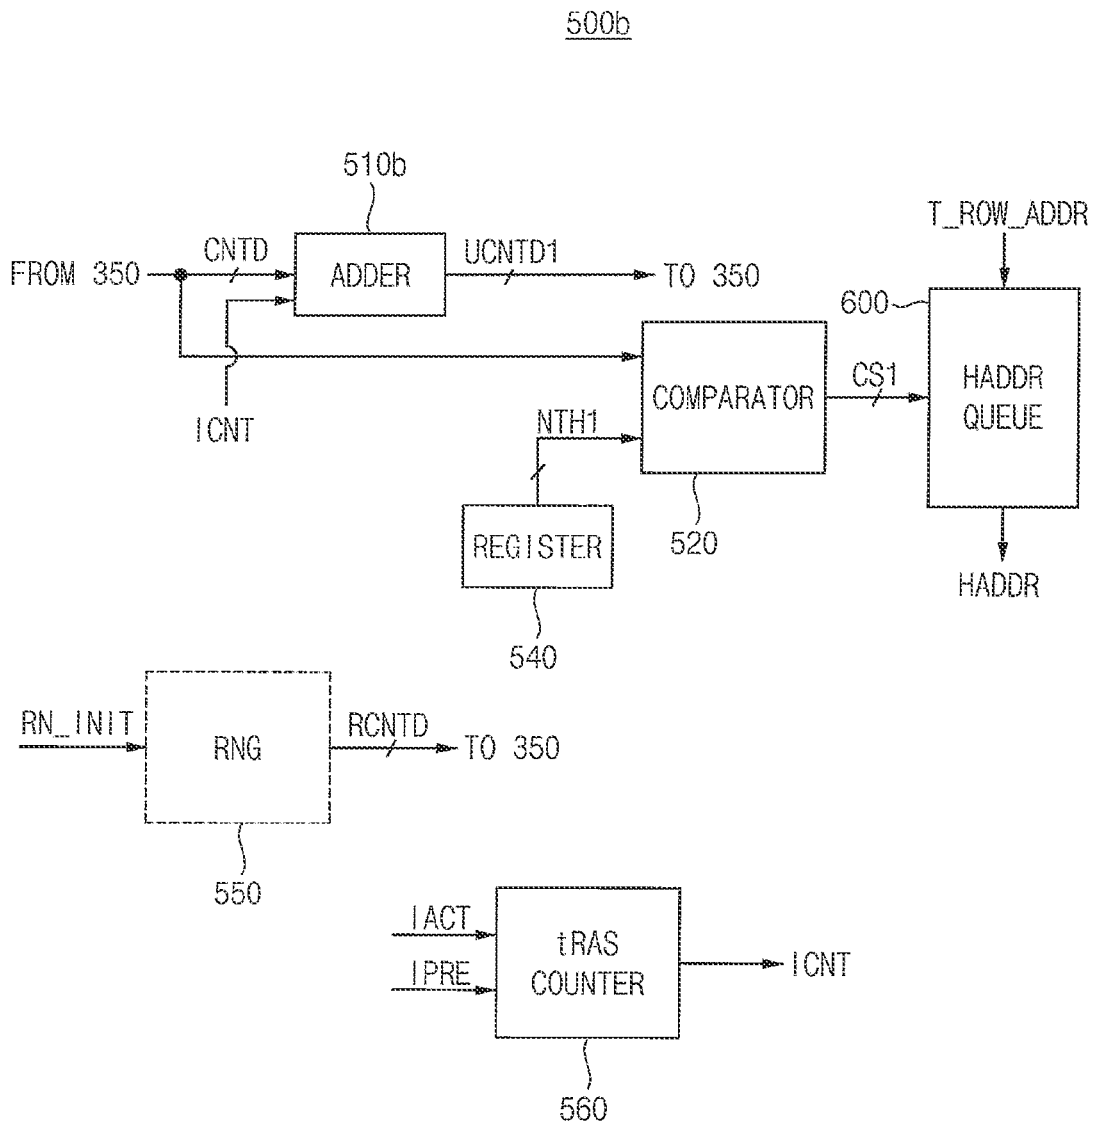 500b
510b
T_ROW_ADDR
FROM 350
CNTD
ADDER
UCNTD1
TO 350
600
HADDR
QUEUE
COMPARATOR
CS1
ICNT
NTH1
REGISTER
520
HADDR
540
RN_INIT
RNG
RCNTD
TO 350
550
IACT
IPRE
tRAS
COUNTER
ICNT
560